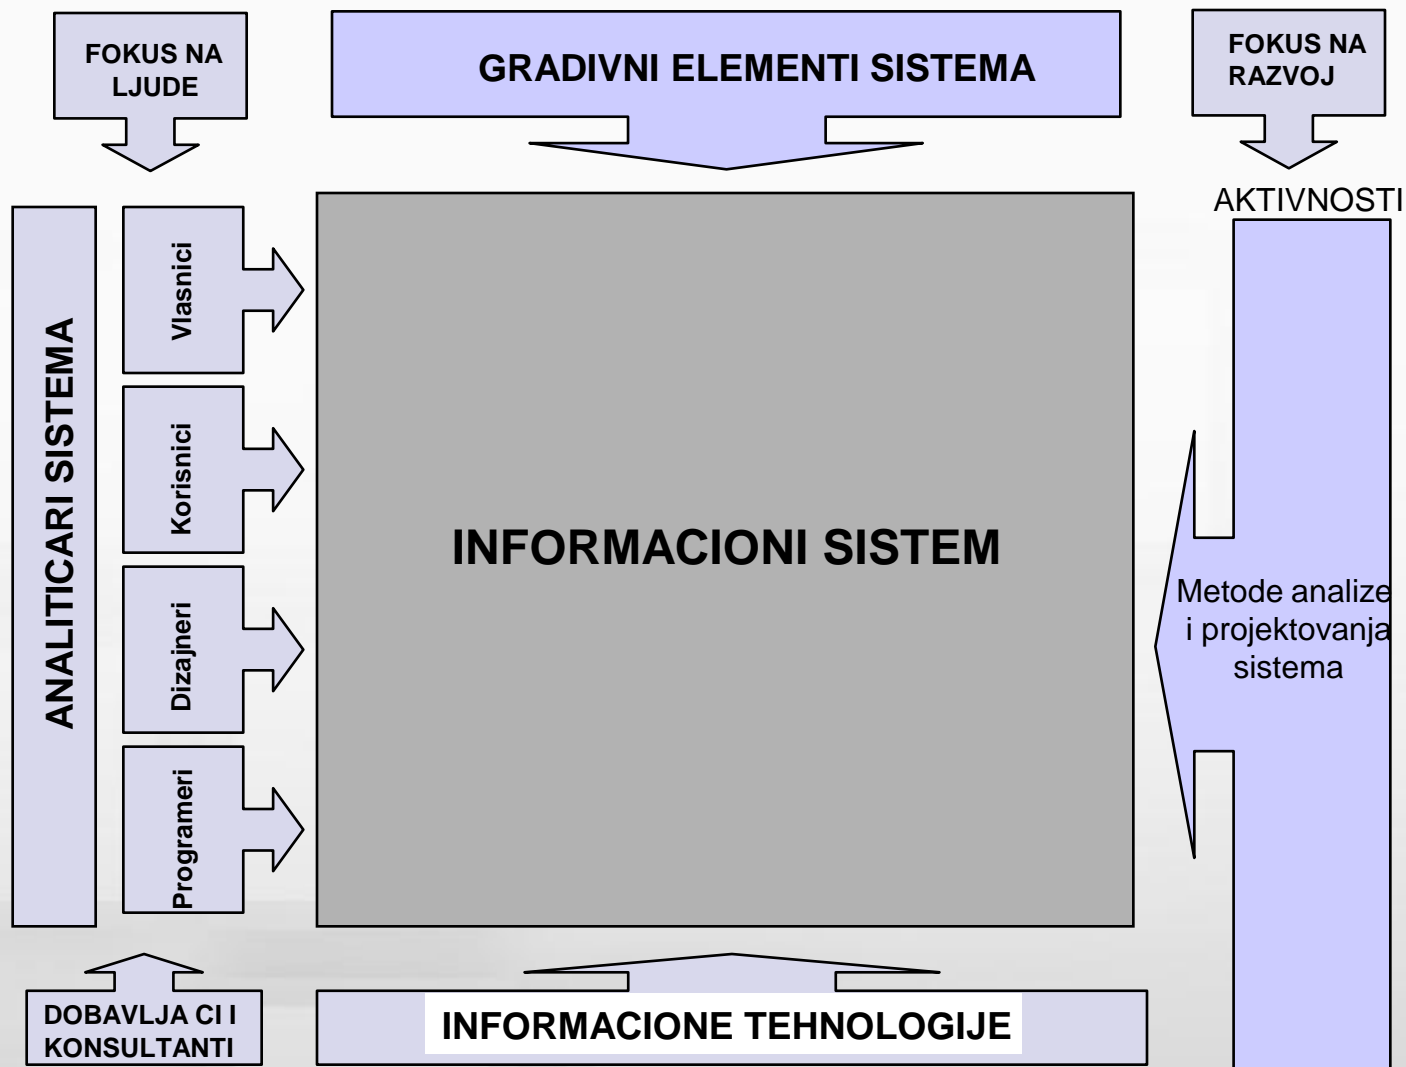 FOKUS NA
LJUDE
GRADIVNI ELEMENTI SISTEMA
FOKUS NA
RAZVOJ
AKTIVNOSTI
ANALITICARI SISTEMA
Vlasnici
Korisnici
Dizajneri
Programeri
INFORMACIONI SISTEM
Metode analize
i projektovanja
sistema
DOBAVLJA CI I
KONSULTANTI
INFORMACIONE TEHNOLOGIJE